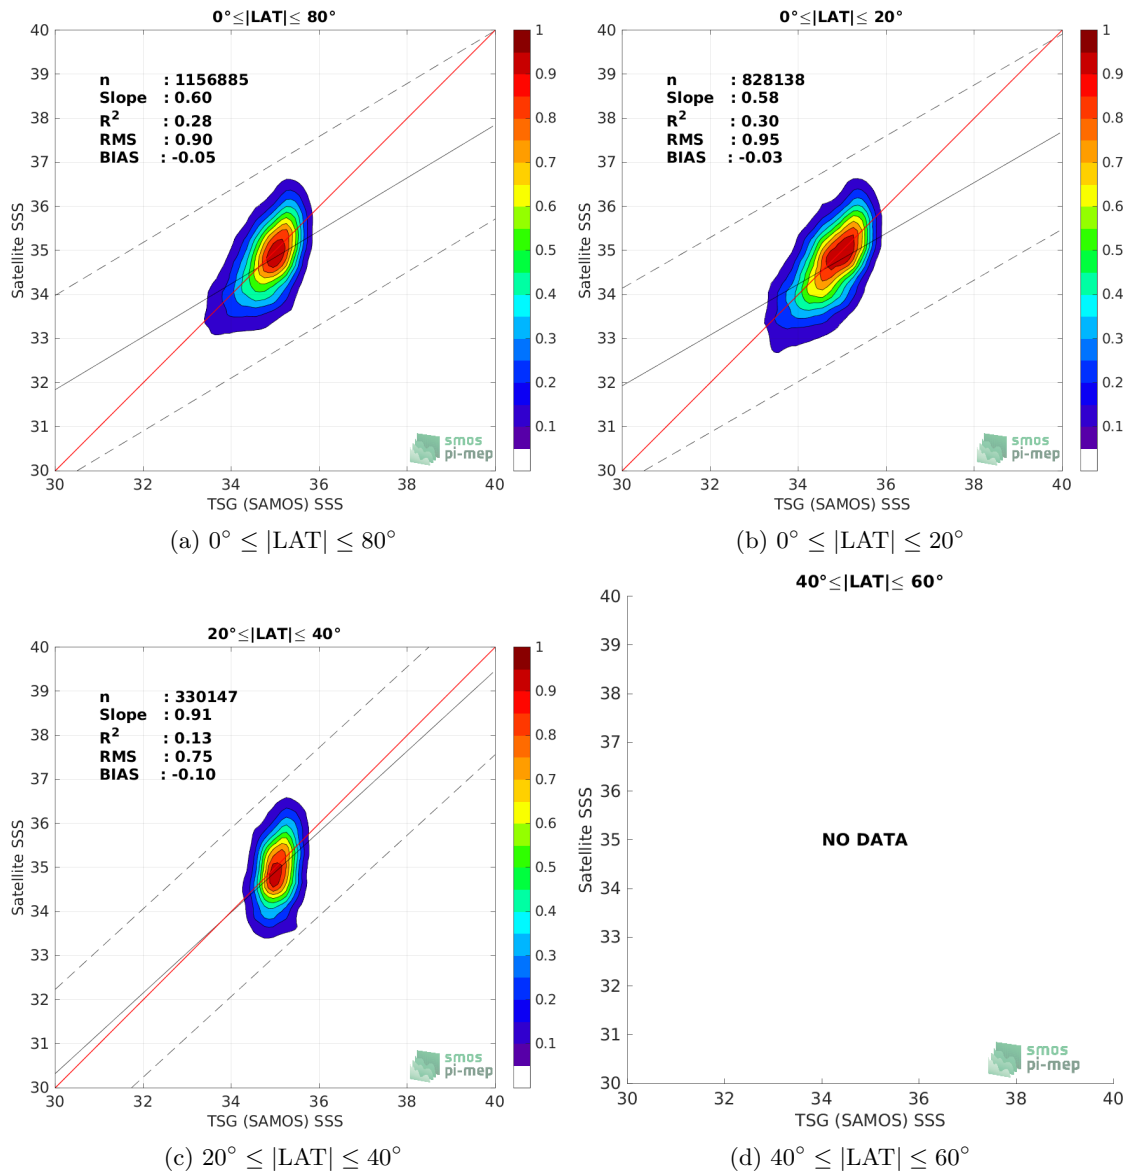 0°≤|LAT|≤ 80°
40
39
38
37
36
35
34
33
32
31
30
Satellite SSS
n : 1156885
Slope : 0.60
R² : 0.28
RMS : 0.90
BIAS : -0.05
smos
pi-mep
30 32 34 36 38 40
TSG (SAMOS) SSS
1
0.9
0.8
0.7
0.6
0.5
0.4
0.3
0.2
0.1
(a) 0° ≤ |LAT| ≤ 80°
0°≤|LAT|≤ 20°
40
39
38
37
36
35
34
33
32
31
30
Satellite SSS
n : 828138
Slope : 0.58
R² : 0.30
RMS : 0.95
BIAS : -0.03
smos
pi-mep
30 32 34 36 38 40
TSG (SAMOS) SSS
1
0.9
0.8
0.7
0.6
0.5
0.4
0.3
0.2
0.1
(b) 0° ≤ |LAT| ≤ 20°
20°≤|LAT|≤ 40°
40
39
38
37
36
35
34
33
32
31
30
Satellite SSS
n : 330147
Slope : 0.91
R² : 0.13
RMS : 0.75
BIAS : -0.10
smos
pi-mep
30 32 34 36 38 40
TSG (SAMOS) SSS
1
0.9
0.8
0.7
0.6
0.5
0.4
0.3
0.2
0.1
(c) 20° ≤ |LAT| ≤ 40°
40°≤|LAT|≤ 60°
40
39
38
37
36
35
34
33
32
31
30
Satellite SSS
NO DATA
smos
pi-mep
30 32 34 36 38 40
TSG (SAMOS) SSS
(d) 40° ≤ |LAT| ≤ 60°